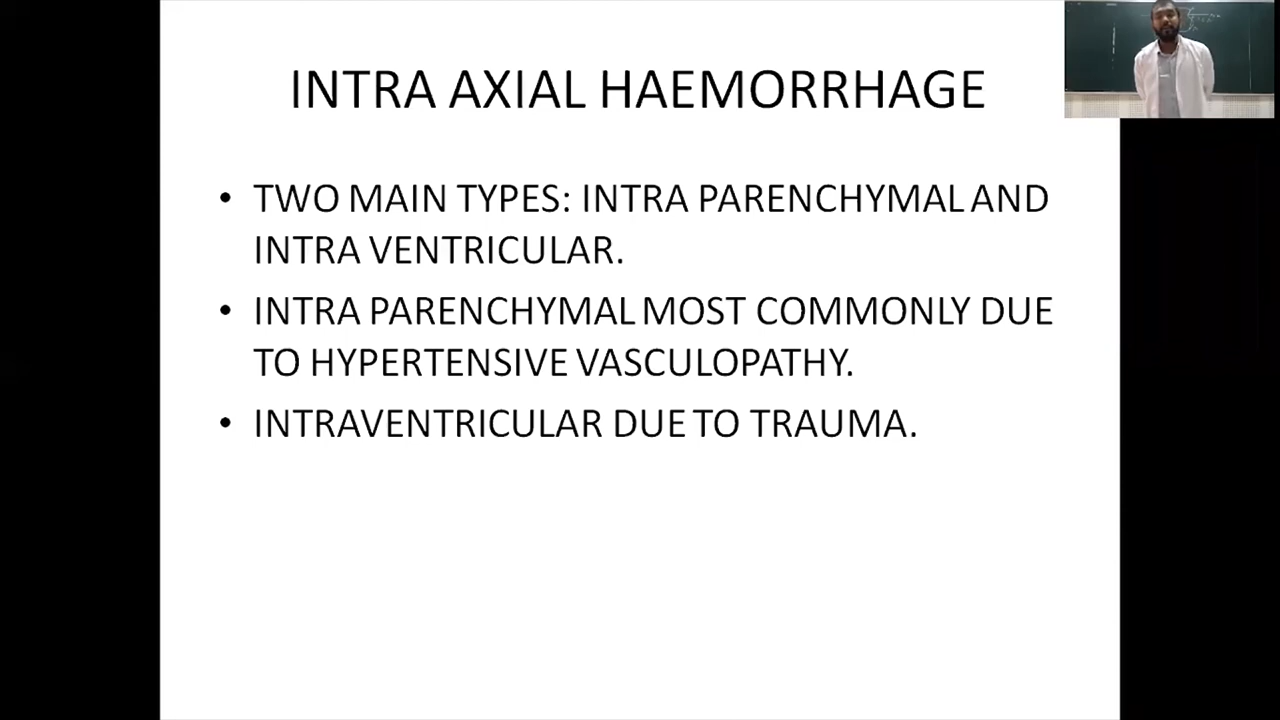 INTRA AXIAL HAEMORRHAGE
• TWO MAIN TYPES: INTRA PARENCHYMAL AND
INTRA VENTRICULAR.
• INTRA PARENCHYMAL MOST COMMONLY DUE
TO HYPERTENSIVE VASCULOPATHY.
• INTRAVENTRICULAR DUE TO TRAUMA.